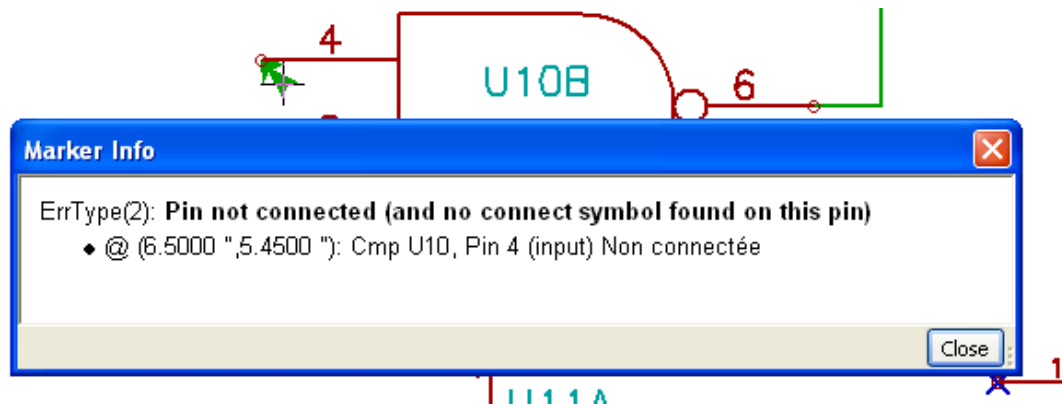 4
U10B
6
Marker Info
ErrType(2): Pin not connected (and no connect symbol found on this pin)
◆ @ (6.5000 ",5.4500 "): Cmp U10, Pin 4 (input) Non connectée
Close
1
U11A